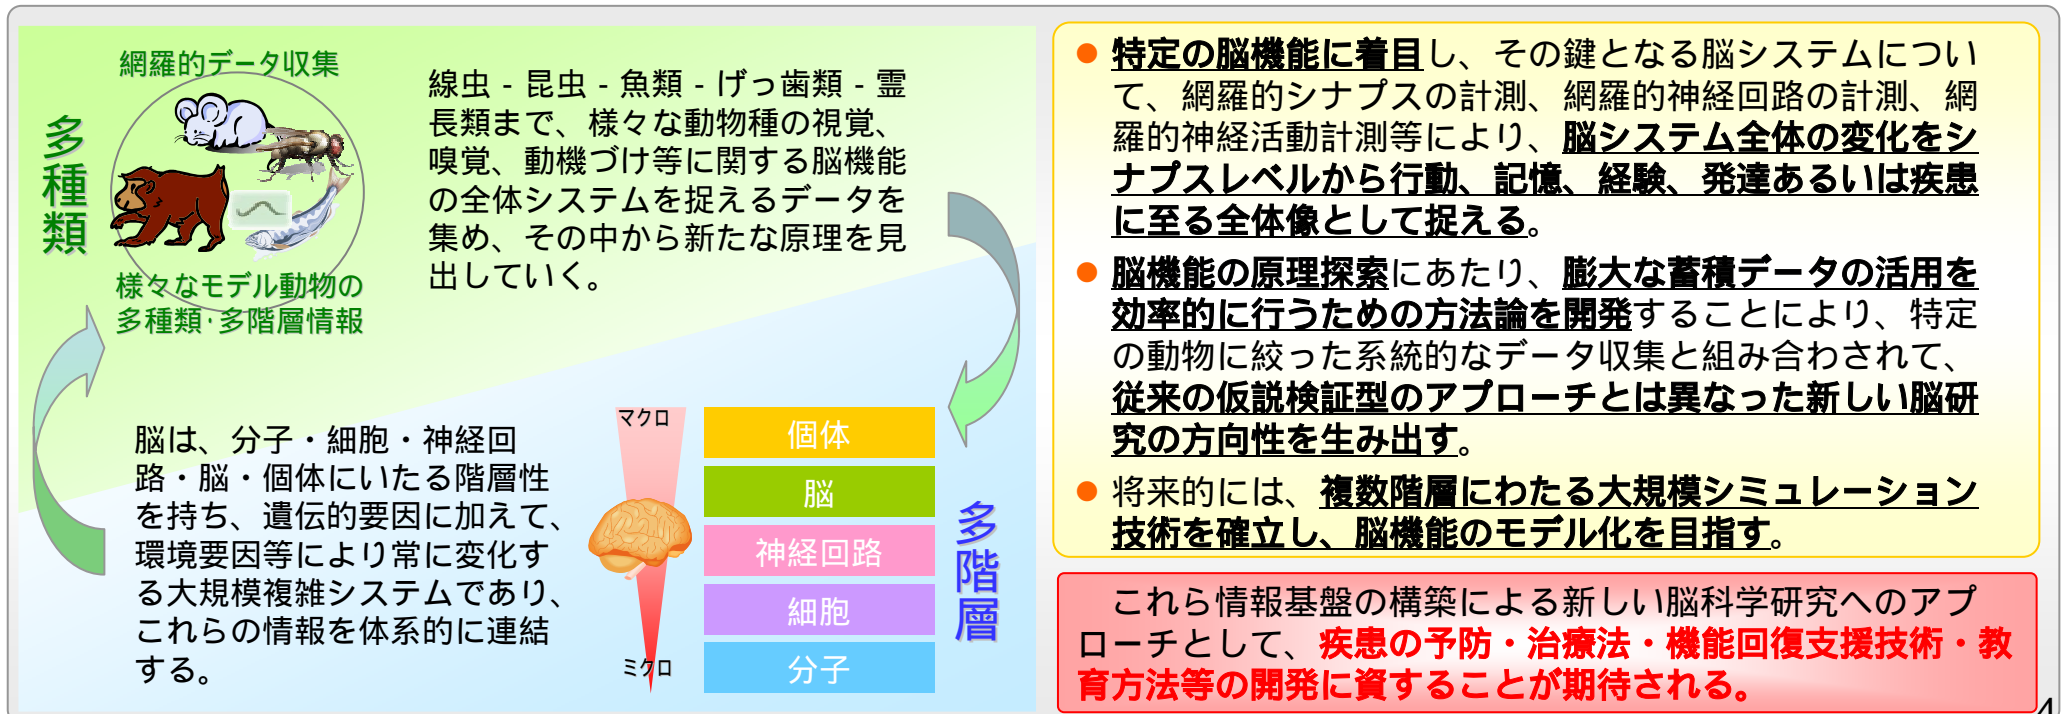 網羅的データ収集
多種類
様々なモデル動物の
多種類・多階層情報
線虫 - 昆虫 - 魚類 - げっ歯類 - 霊
長類まで、様々な動物種の視覚、
嗅覚、動機づけ等に関する脳機能
の全体システムを捉えるデータを
集め、その中から新たな原理を見
出していく。
脳は、分子・細胞・神経回
路・脳・個体にいたる階層性
を持ち、遺伝的要因に加えて、
環境要因等により常に変化す
る大規模複雑システムであり、
これらの情報を体系的に連結
する。
マクロ
ミクロ
個体
脳
神経回路
細胞
分子
多階層
● 特定の脳機能に着目し、その鍵となる脳システムについ
て、網羅的シナプスの計測、網羅的神経回路の計測、網
羅的神経活動計測等により、脳システム全体の変化をシ
ナプスレベルから行動、記憶、経験、発達あるいは疾患
に至る全体像として捉える。
● 脳機能の原理探索にあたり、膨大な蓄積データの活用を
効率的に行うための方法論を開発することにより、特定
の動物に絞った系統的なデータ収集と組み合わされて、
従来の仮説検証型のアプローチとは異なった新しい脳研
究の方向性を生み出す。
● 将来的には、複数階層にわたる大規模シミュレーション
技術を確立し、脳機能のモデル化を目指す。
これら情報基盤の構築による新しい脳科学研究へのアプ
ローチとして、疾患の予防・治療法・機能回復支援技術・教
育方法等の開発に資することが期待される。
4